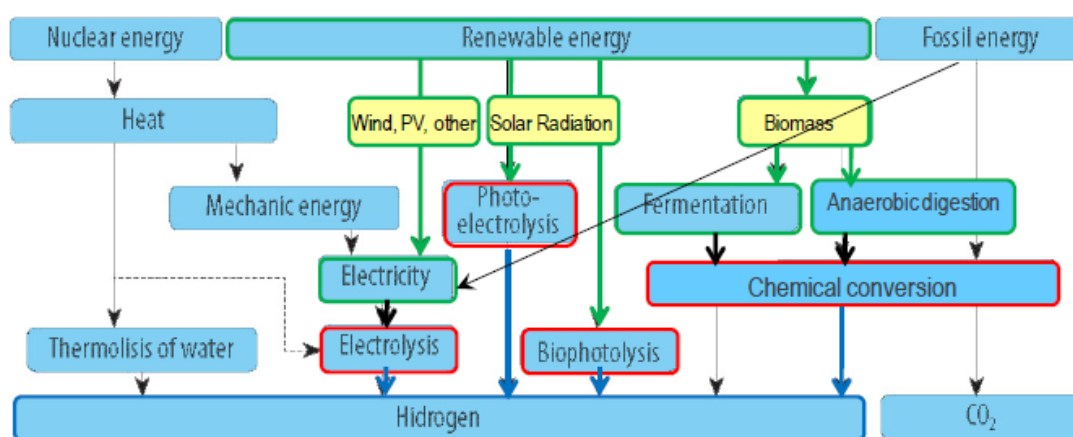 Nuclear energy
Renewable energy
Fossil energy
Heat
Wind, PV, other
Solar Radiation
Biomass
Mechanic energy
Photo-
electrolysis
Fermentation
Anaerobic digestion
Electricity
Chemical conversion
Thermolisis of water
Electrolysis
Biophotolysis
Hidrogen
CO₂